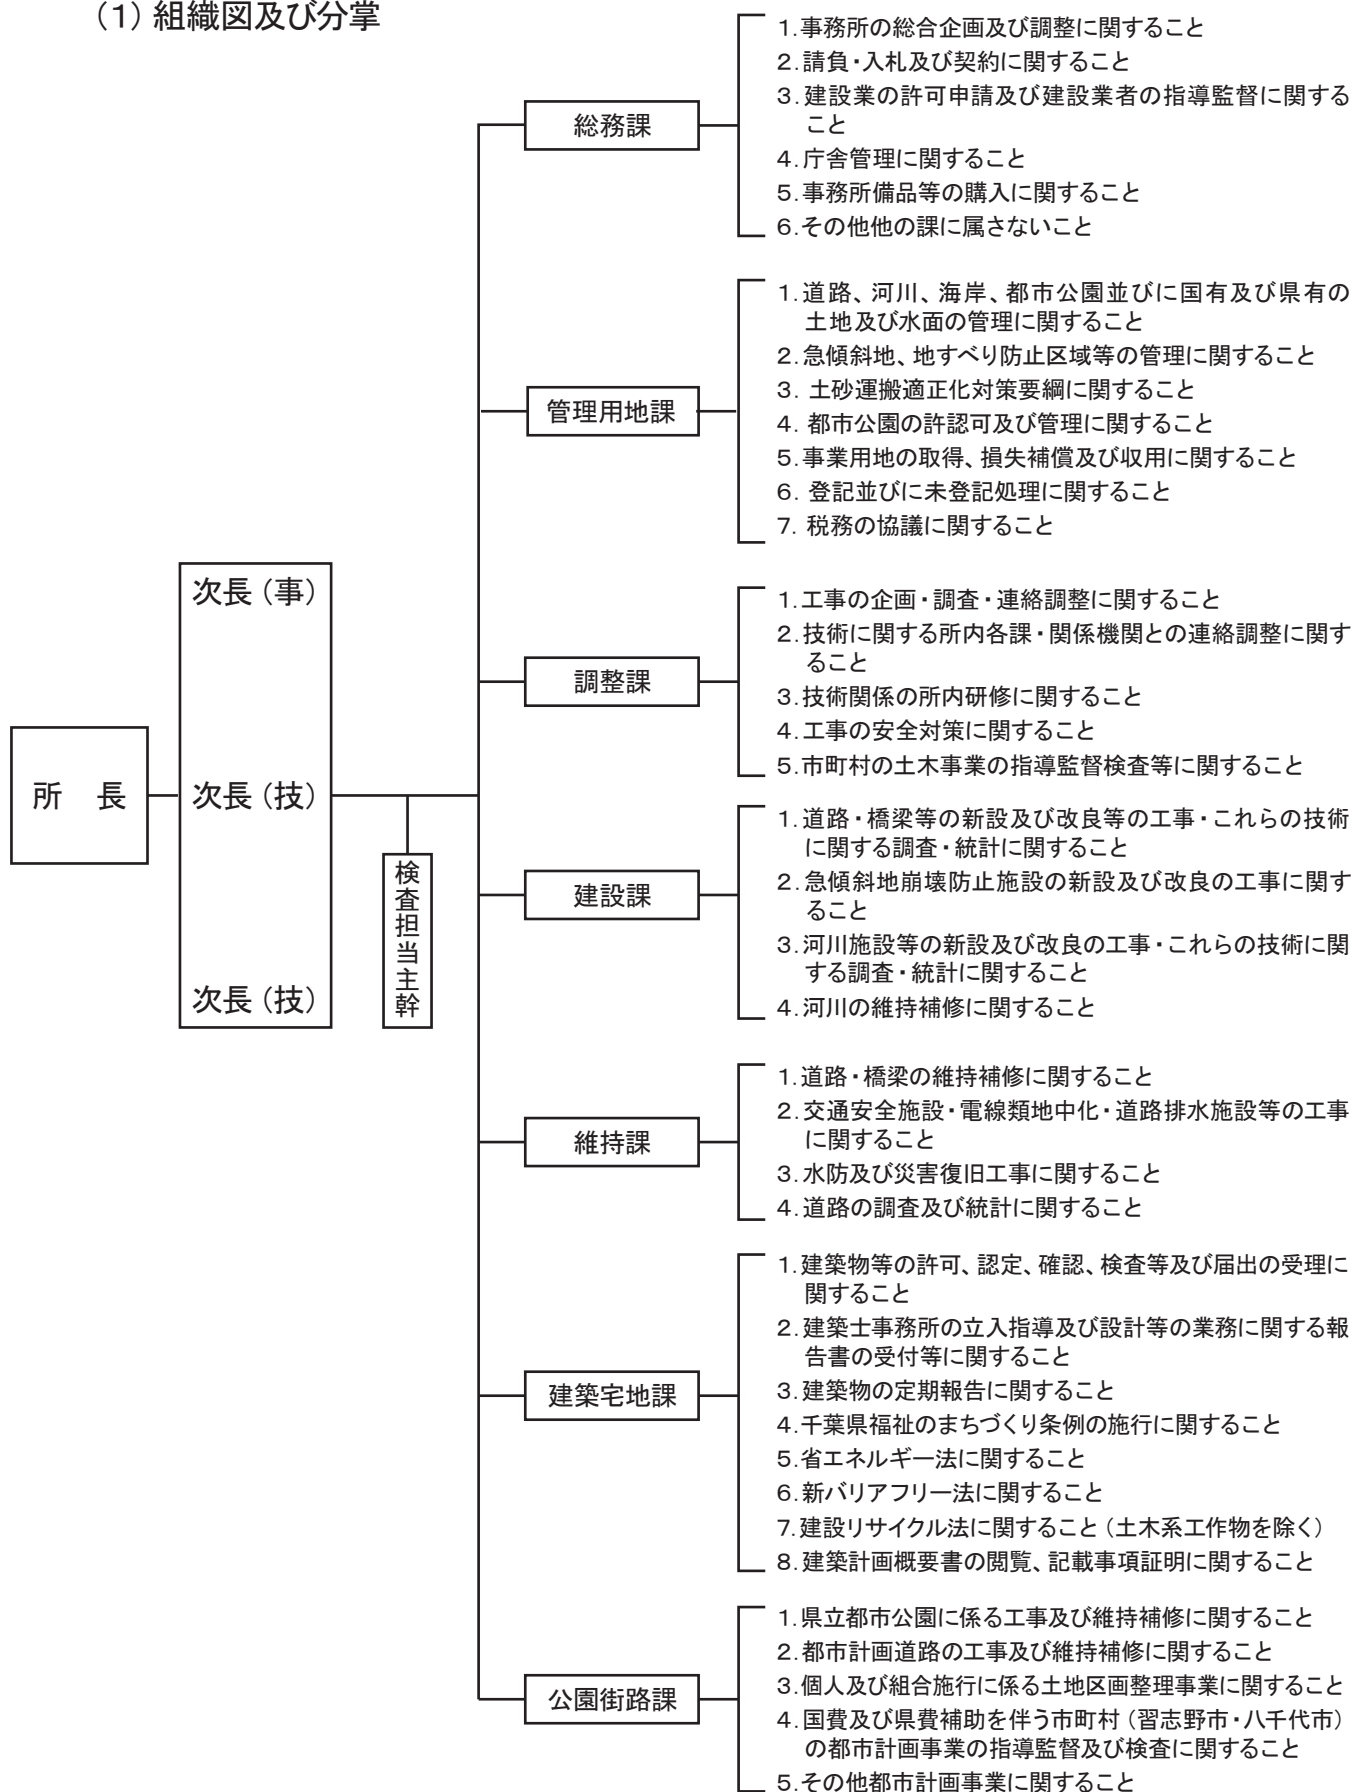 （1）組織図及び分掌
所　長
次長（事）
次長（技）
次長（技）
検査担当主幹
総務課
1.事務所の総合企画及び調整に関すること
2.請負・入札及び契約に関すること
3.建設業の許可申請及び建設業者の指導監督に関する
こと
4.庁舎管理に関すること
5.事務所備品等の購入に関すること
6.その他他の課に属さないこと
管理用地課
1.道路、河川、海岸、都市公園並びに国有及び県有の
土地及び水面の管理に関すること
2.急傾斜地、地すべり防止区域等の管理に関すること
3. 土砂運搬適正化対策要綱に関すること
4. 都市公園の許認可及び管理に関すること
5.事業用地の取得、損失補償及び収用に関すること
6. 登記並びに未登記処理に関すること
7. 税務の協議に関すること
調整課
1.工事の企画・調査・連絡調整に関すること
2.技術に関する所内各課・関係機関との連絡調整に関す
ること
3.技術関係の所内研修に関すること
4.工事の安全対策に関すること
5.市町村の土木事業の指導監督検査等に関すること
建設課
1.道路・橋梁等の新設及び改良等の工事・これらの技術
に関する調査・統計に関すること
2.急傾斜地崩壊防止施設の新設及び改良の工事に関す
ること
3.河川施設等の新設及び改良の工事・これらの技術に関
する調査・統計に関すること
4.河川の維持補修に関すること
維持課
1.道路・橋梁の維持補修に関すること
2.交通安全施設・電線類地中化・道路排水施設等の工事
に関すること
3.水防及び災害復旧工事に関すること
4.道路の調査及び統計に関すること
建築宅地課
1.建築物等の許可、認定、確認、検査等及び届出の受理に
関すること
2.建築士事務所の立入指導及び設計等の業務に関する報
告書の受付等に関すること
3.建築物の定期報告に関すること
4.千葉県福祉のまちづくり条例の施行に関すること
5.省エネルギー法に関すること
6.新バリアフリー法に関すること
7.建設リサイクル法に関すること（土木系工作物を除く）
8.建築計画概要書の閲覧、記載事項証明に関すること
公園街路課
1.県立都市公園に係る工事及び維持補修に関すること
2.都市計画道路の工事及び維持補修に関すること
3.個人及び組合施行に係る土地区画整理事業に関すること
4.国費及び県費補助を伴う市町村（習志野市・八千代市）
の都市計画事業の指導監督及び検査に関すること
5.その他都市計画事業に関すること